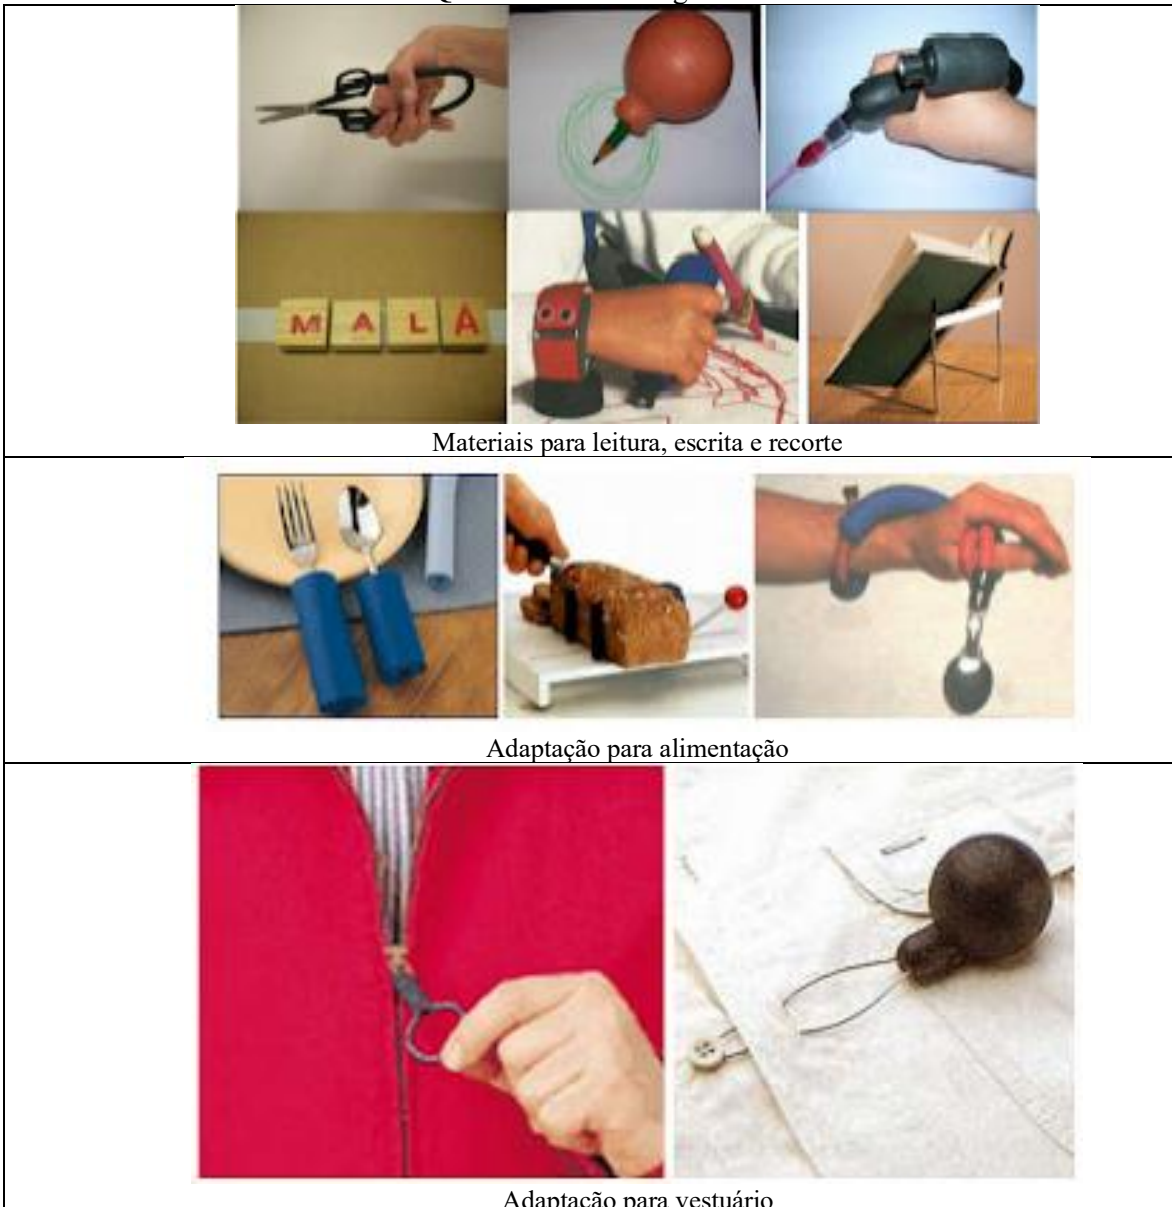 MALA
Materiais para leitura, escrita e recorte
Adaptação para alimentação
Adaptação para vestuário